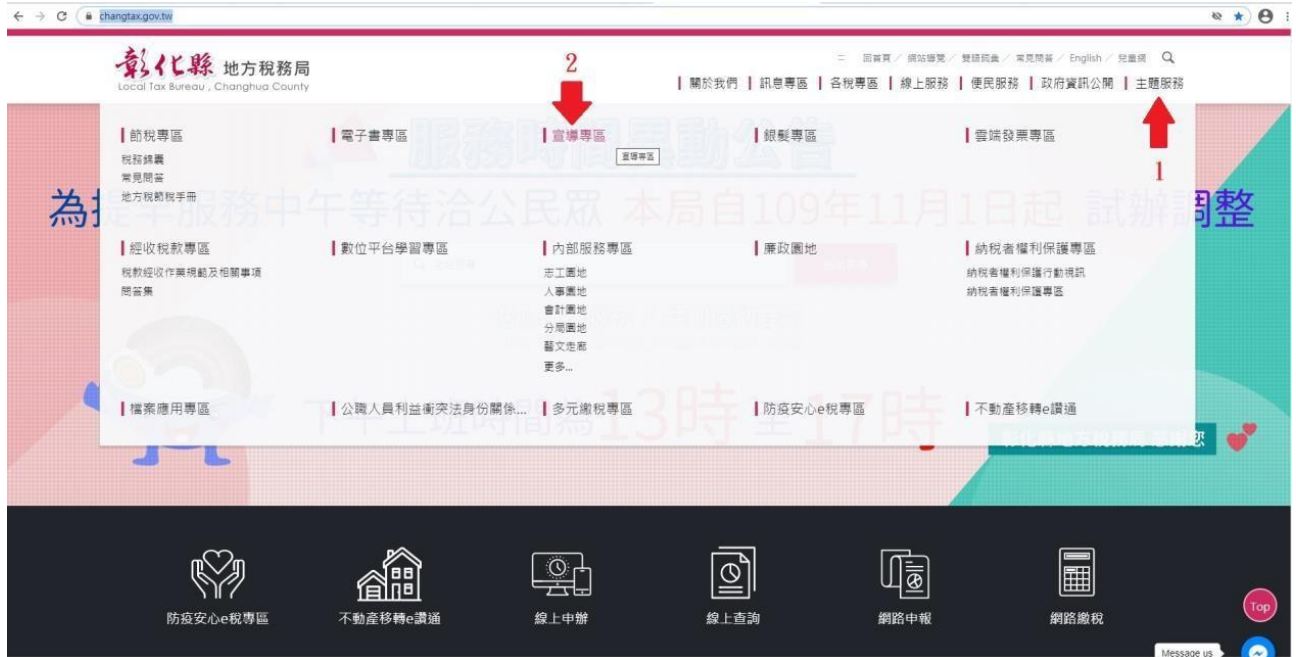 changtax.gov.tw
彰化縣 地方稅務局
Local Tax Bureau , Changhua County
::: 回首頁 / 網站導覽 / 雙語詞彙 / 常見問答 / English / 兒童網
關於我們 訊息專區 各稅專區 線上服務 便民服務 政府資訊公開 主題服務
2
1
節稅專區 電子書專區 宣導專區 銀髮專區 雲端發票專區
宣導專區
稅務錦囊
常見問答
地方稅節稅手冊
服務時間異動公告
為提早服務中午等待洽公民眾 本局自109年11月1日起 試辦調整
經收稅款專區 數位平台學習專區 內部服務專區 廉政園地 納稅者權利保護專區
稅款經收作業規範及相關事項 志工園地 納稅者權利保護行動視訊
問答集 人事園地 納稅者權利保護專區
會計園地
分局園地
藝文走廊
更多...
檔案應用專區 公職人員利益衝突法身份關係... 多元繳稅專區 防疫安心e稅專區 不動產移轉e讚通
下午上班時間為13時至17時
防疫安心e稅專區 不動產移轉e讚通 線上申辦 線上查詢 網路申報 網路繳稅
Top
Message us